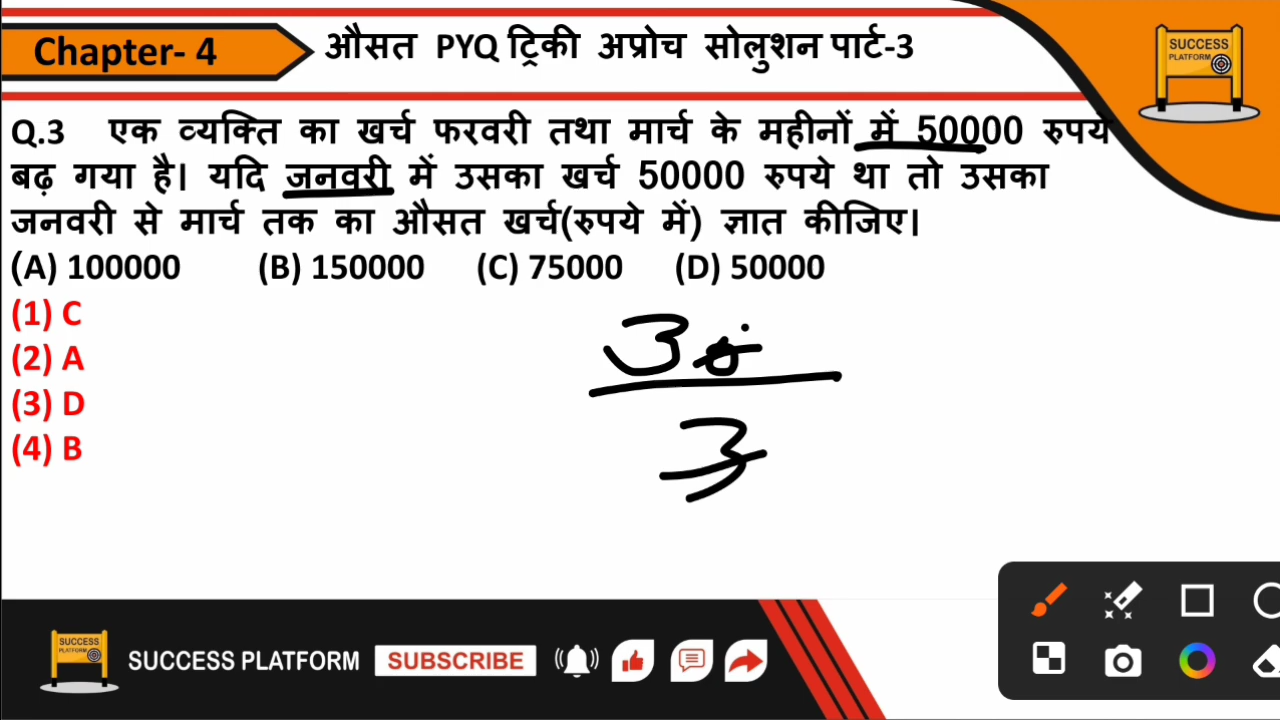 Chapter- 4
औसत PYQ ट्रिकी अप्रोच सोलुशन पार्ट-3
SUCCESS
PLATFORM
Q.3 एक व्यक्ति का खर्च फरवरी तथा मार्च के महीनों में 50000 रुपये
बढ़ गया है। यदि जनवरी में उसका खर्च 50000 रुपये था तो उसका
जनवरी से मार्च तक का औसत खर्च(रुपये में) ज्ञात कीजिए।
(A) 100000 (B) 150000 (C) 75000 (D) 50000
(1) C
(2) A
(3) D
(4) B
3
3
SUCCESS
PLATFORM
SUCCESS PLATFORM
SUBSCRIBE